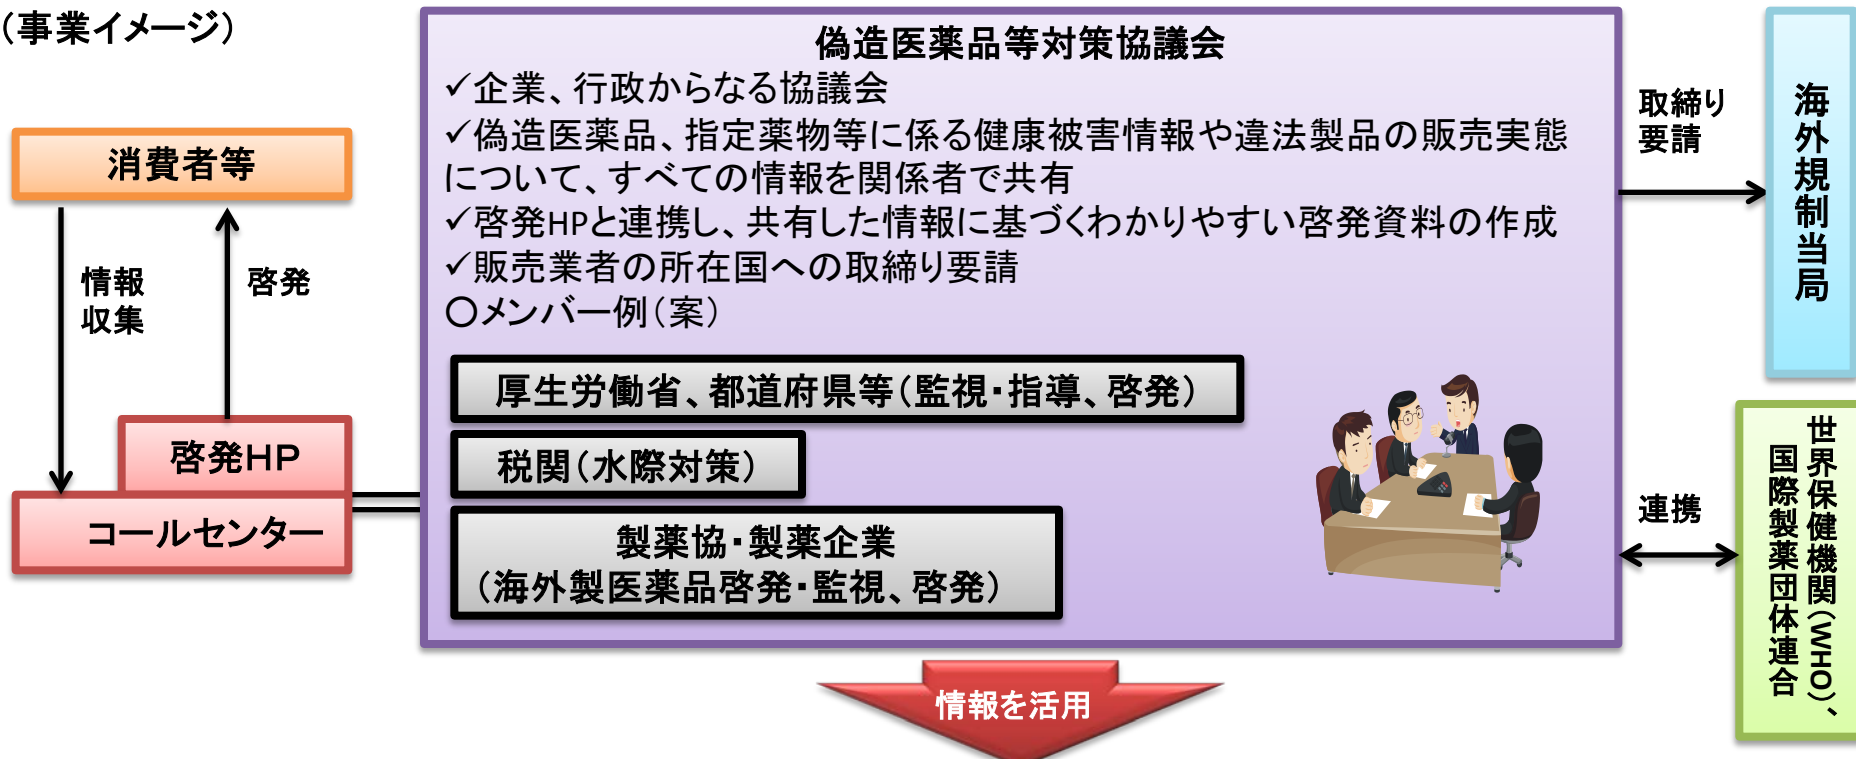 （事業イメージ）
偽造医薬品等対策協議会
✓企業、行政からなる協議会
✓偽造医薬品、指定薬物等に係る健康被害情報や違法製品の販売実態
について、すべての情報を関係者で共有
✓啓発HPと連携し、共有した情報に基づくわかりやすい啓発資料の作成
✓販売業者の所在国への取締り要請
○メンバー例（案）
厚生労働省、都道府県等（監視・指導、啓発）
税関（水際対策）
製薬協・製薬企業
（海外製医薬品啓発・監視、啓発）
消費者等
情報
収集
啓発
啓発HP
コールセンター
取締り
要請
海外規制当局
連携
世界保健機関（WHO）、
国際製薬団体連合
情報を活用